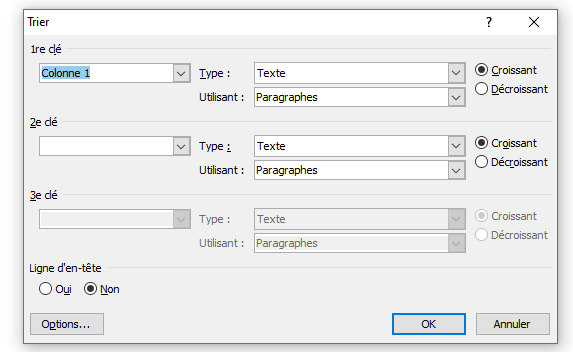 Trier ?
1re clé
Colonne 1 Type : Texte Croissant
Utilisant : Paragraphes Décroissant
2e clé
Type : Texte Croissant
Utilisant : Paragraphes Décroissant
3e clé
Type : Texte Croissant
Utilisant : Paragraphes Décroissant
Ligne d'en-tête
Oui Non
Options... OK Annuler